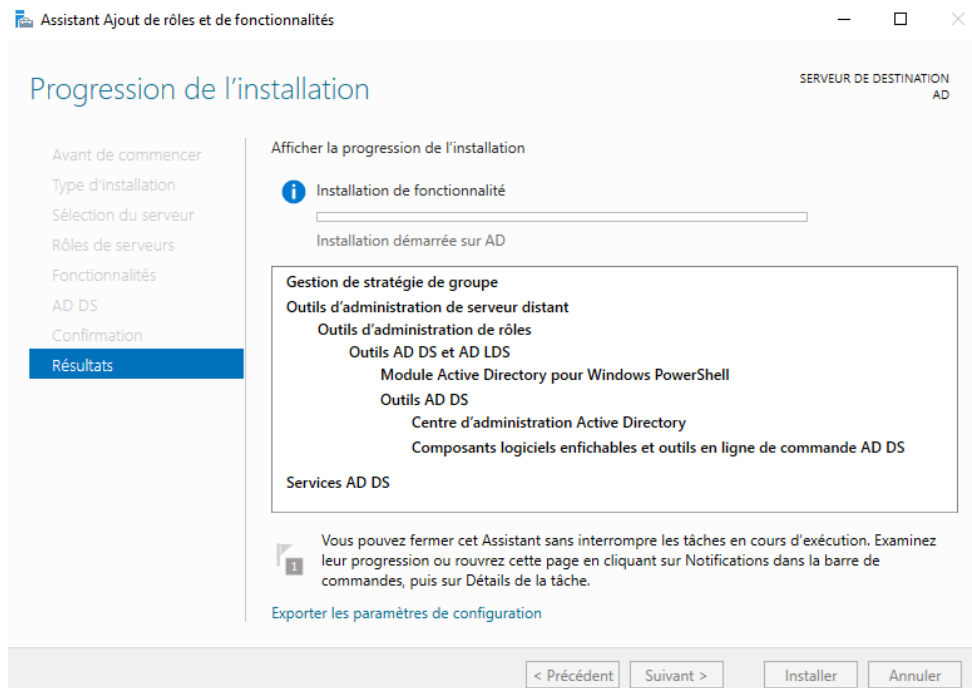 Assistant Ajout de rôles et de fonctionnalités
Progression de l’installation
SERVEUR DE DESTINATION
AD
Avant de commencer
Type d’installation
Sélection du serveur
Rôles de serveurs
Fonctionnalités
AD DS
Confirmation
Résultats
Afficher la progression de l’installation
Installation de fonctionnalité
Installation démarrée sur AD
Gestion de stratégie de groupe
Outils d’administration de serveur distant
Outils d’administration de rôles
Outils AD DS et AD LDS
Module Active Directory pour Windows PowerShell
Outils AD DS
Centre d’administration Active Directory
Composants logiciels enfichables et outils en ligne de commande AD DS
Services AD DS
1
Vous pouvez fermer cet Assistant sans interrompre les tâches en cours d’exécution. Examinez
leur progression ou rouvrez cette page en cliquant sur Notifications dans la barre de
commandes, puis sur Détails de la tâche.
Exporter les paramètres de configuration
< Précédent Suivant > Installer Annuler